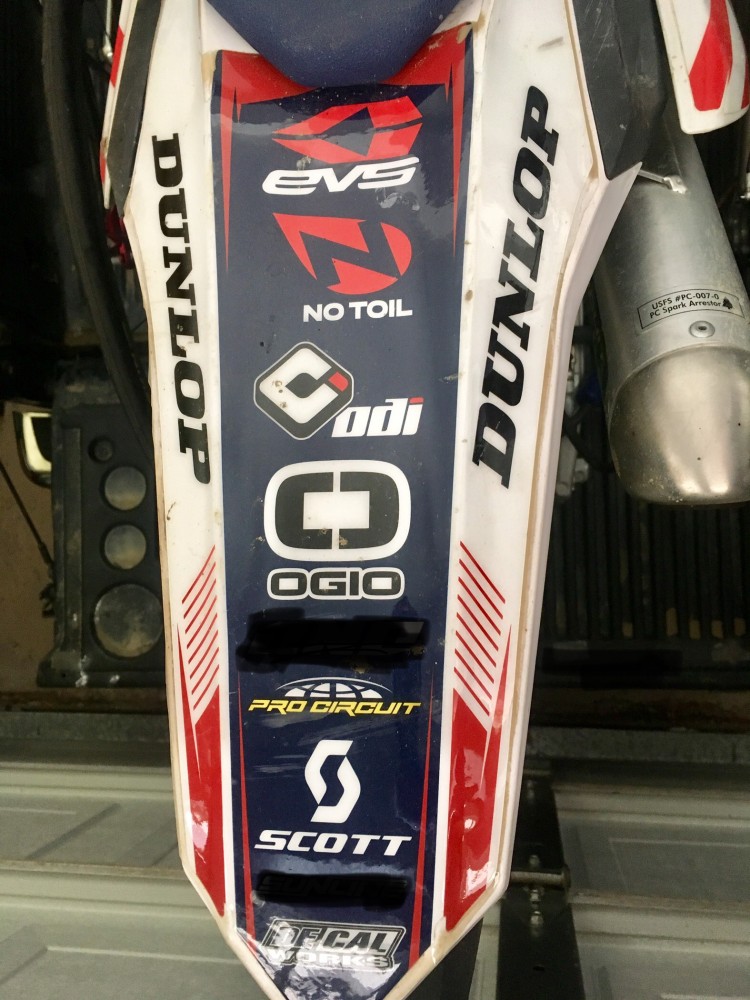 DUNLOP
evs
NO TOIL
odi
OGIO
PRO CIRCUIT
SCOTT
DECAL
WORKS
DUNLOP
USFS #PC-007-0
PC Spark Arrestor